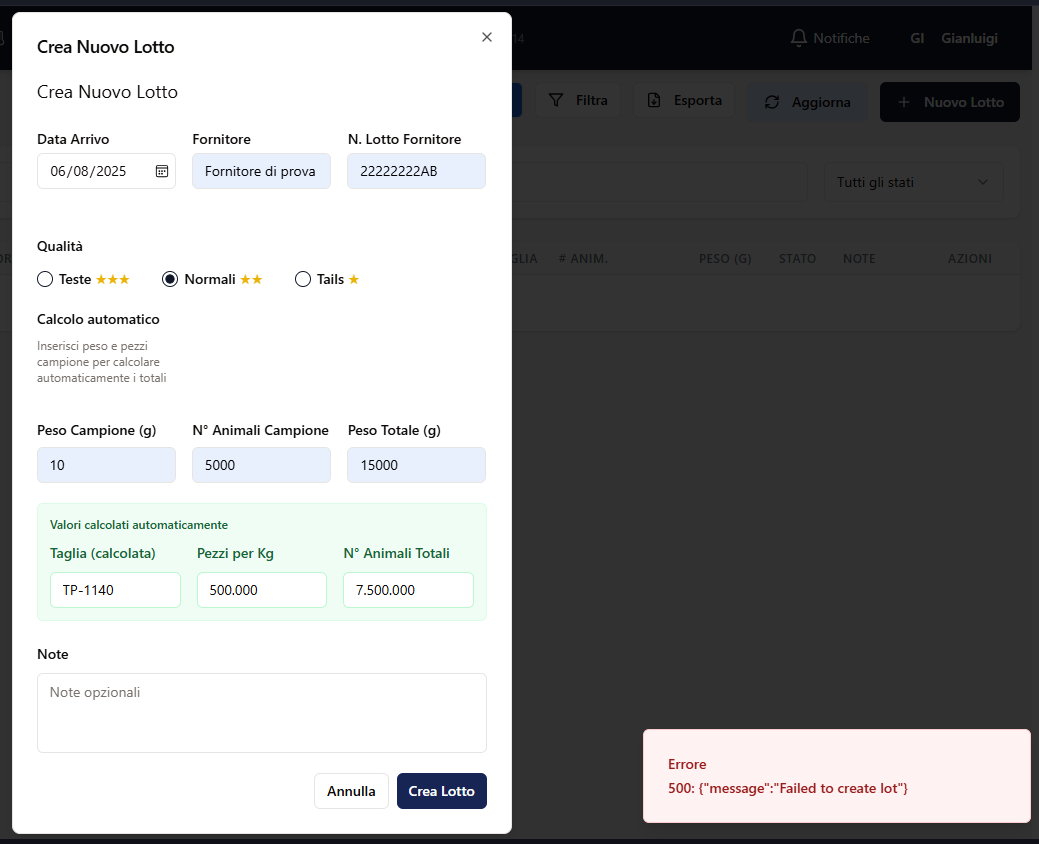 Crea Nuovo Lotto
14
Notifiche
GI
Gianluigi
Crea Nuovo Lotto
Filtra
Esporta
Aggiorna
+ Nuovo Lotto
Data Arrivo
Fornitore
N. Lotto Fornitore
06/08/2025
Fornitore di prova
22222222AB
Tutti gli stati
Qualità
GLIA
# ANIM.
PESO (G)
STATO
NOTE
AZIONI
Teste ★★★
Normali ★★
Tails ★
Calcolo automatico
Inserisci peso e pezzi
campione per calcolare
automaticamente i totali
Peso Campione (g)
N° Animali Campione
Peso Totale (g)
10
5000
15000
Valori calcolati automaticamente
Taglia (calcolata)
Pezzi per Kg
N° Animali Totali
TP-1140
500.000
7.500.000
Note
Note opzionali
Annulla
Crea Lotto
Errore
500: {"message":"Failed to create lot"}